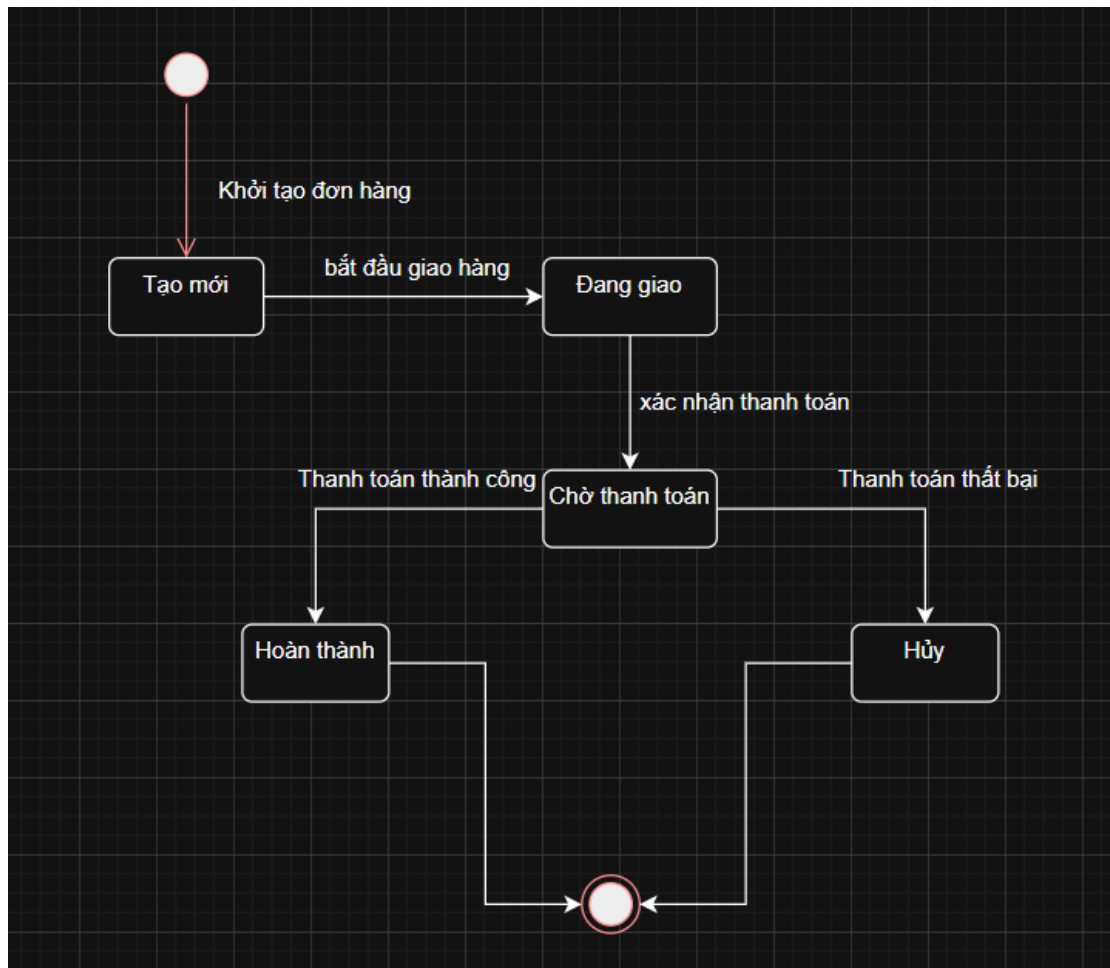 Khởi tạo đơn hàng
Tạo mới
bắt đầu giao hàng
Đang giao
xác nhận thanh toán
Thanh toán thành công
Chờ thanh toán
Thanh toán thất bại
Hoàn thành
Hủy